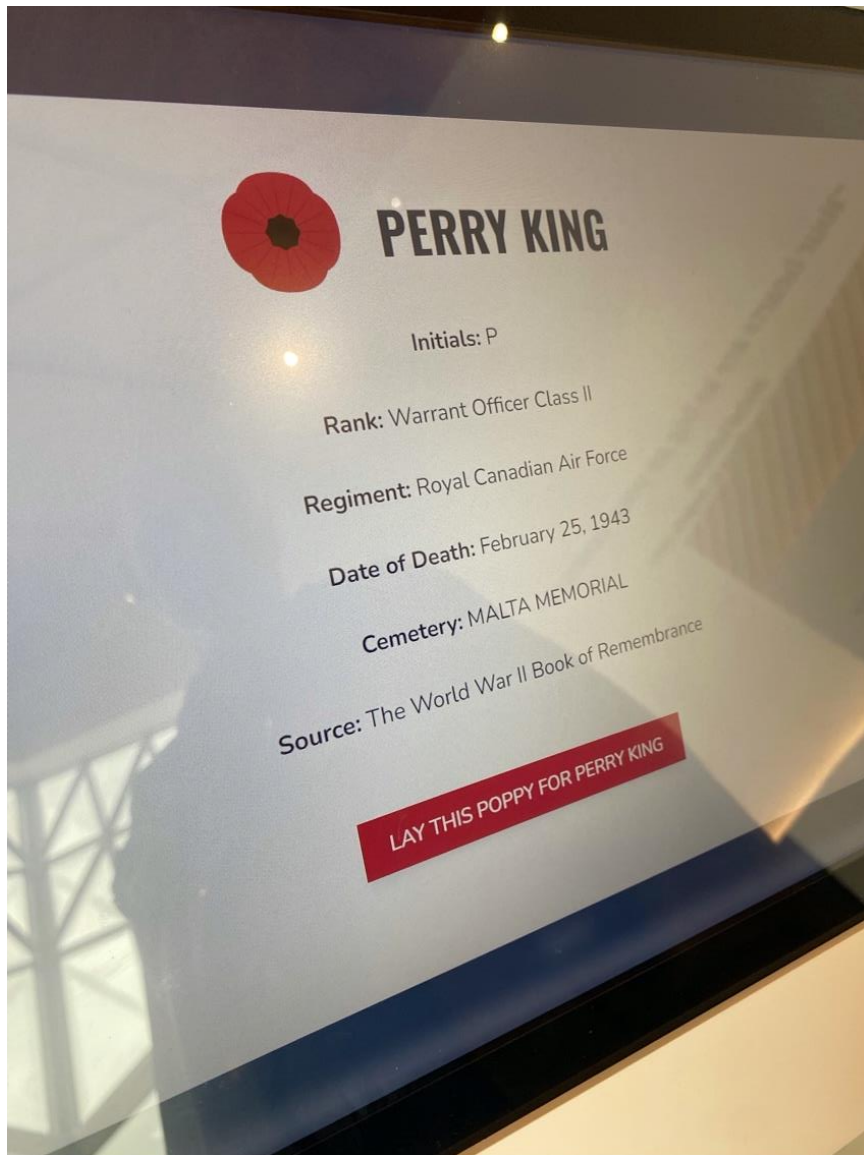 PERRY KING
Initials: P
Rank: Warrant Officer Class II
Regiment: Royal Canadian Air Force
Date of Death: February 25, 1943
Cemetery: MALTA MEMORIAL
Source: The World War II Book of Remembrance
LAY THIS POPPY FOR PERRY KING